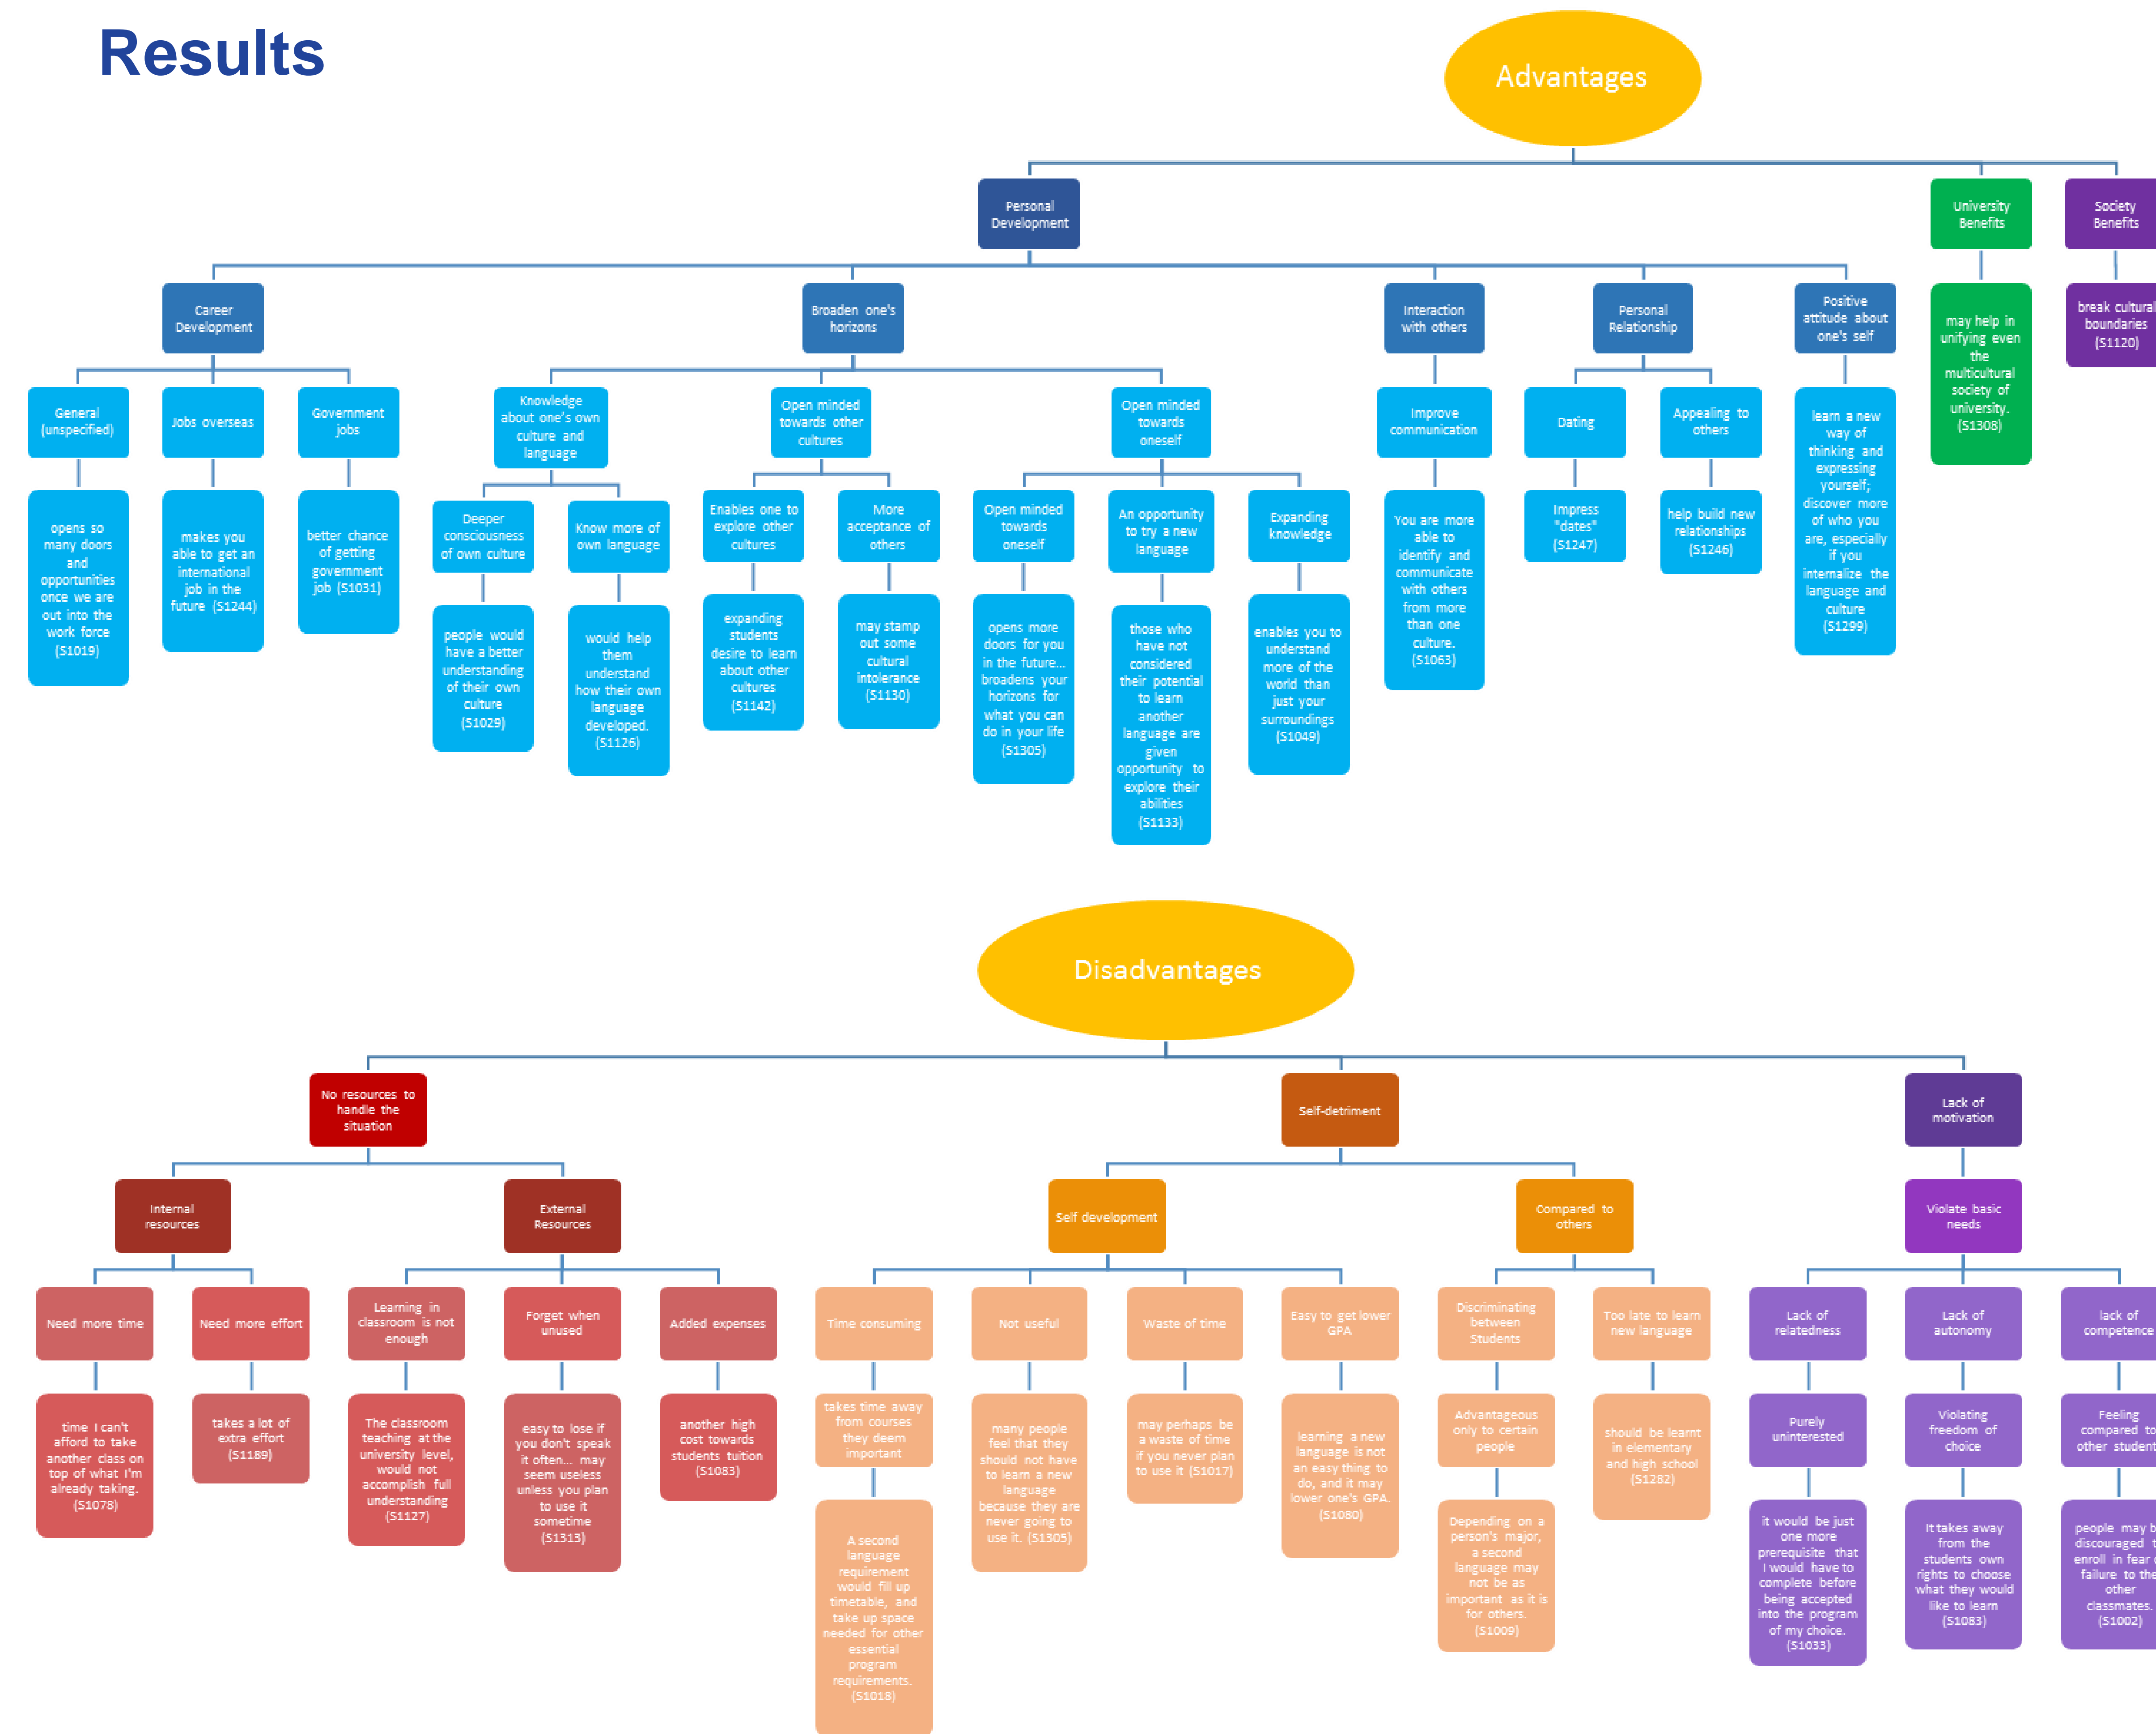 Results
Advantages
Personal
Development
University
Benefits
Society
Benefits
Career
Development
Broaden one's
horizons
Interaction
with others
Personal
Relationship
Positive
attitude about
one's self
may help in
unifying even
the
multicultural
society of
university.
(S1308)
break cultural
boundaries
(S1120)
General
(unspecified)
Jobs overseas
Government
jobs
Knowledge
about one's own
culture and
language
Open minded
towards other
cultures
Open minded
towards
oneself
Improve
communication
Dating
Appealing to
others
learn a new
way of
thinking and
expressing
yourself;
discover more
of who you
are, especially
if you
internalize the
language and
culture
(S1299)
opens so
many doors
and
opportunities
once we are
out into the
work force
(S1019)
makes you
able to get an
international
job in the
future (S1244)
better chance
of getting
government
job (S1031)
Deeper
consciousness
of own culture
Know more of
own language
Enables one to
explore other
cultures
More
acceptance of
others
Open minded
towards
oneself
An opportunity
to try a new
language
Expanding
knowledge
You are more
able to
identify and
communicate
with others
from more
than one
culture.
(S1063)
Impress
"dates"
(S1247)
help build new
relationships
(S1246)
people would
have a better
understanding
of their own
culture
(S1029)
would help
them
understand
how their own
language
developed.
(S1126)
expanding
students
desire to learn
about other
cultures
(S1142)
may stamp
out some
cultural
intolerance
(S1130)
opens more
doors for you
in the future...
broadens your
horizons for
what you can
do in your life
(S1305)
those who
have not
considered
their potential
to learn
another
language are
given
opportunity to
explore their
abilities
(S1133)
enables you to
understand
more of the
world than
just your
surroundings
(S1049)
Disadvantages
No resources to
handle the
situation
Self-detriment
Lack of
motivation
Internal
resources
External
Resources
Self development
Compared to
others
Violate basic
needs
Need more time
Need more effort
Learning in
classroom is not
enough
Forget when
unused
Added expenses
Time consuming
Not useful
Waste of time
Easy to get lower
GPA
Discriminating
between
Students
Too late to learn
new language
Lack of
relatedness
Lack of
autonomy
lack of
competence
time I can't
afford to take
another class on
top of what I'm
already taking.
(S1078)
takes a lot of
extra effort
(S1189)
The classroom
teaching at the
university level,
would not
accomplish full
understanding
(S1127)
easy to lose if
you don't speak
it often... may
seem useless
unless you plan
to use it
sometime
(S1313)
another high
cost towards
students tuition
(S1083)
takes time away
from courses
they deem
important
many people
feel that they
should not have
to learn a new
language
because they are
never going to
use it. (S1305)
may perhaps be
a waste of time
if you never plan
to use it (S1017)
learning a new
language is not
an easy thing to
do, and it may
lower one's GPA.
(S1080)
Advantageous
only to certain
people
should be learnt
in elementary
and high school
(S1282)
Purely
uninterested
Violating
freedom of
choice
Feeling
compared to
other student
A second
language
requirement
would fill up
timetable, and
take up space
needed for other
essential
program
requirements.
(S1018)
Depending on a
person's major,
a second
language may
not be as
important as it is
for others.
(S1009)
it would be just
one more
prerequisite that
I would have to
complete before
being accepted
into the program
of my choice.
(S1033)
It takes away
from the
students own
rights to choose
what they would
like to learn
(S1083)
people may
discouraged
enroll in fear
failure to the
other
classmates.
(S1002)